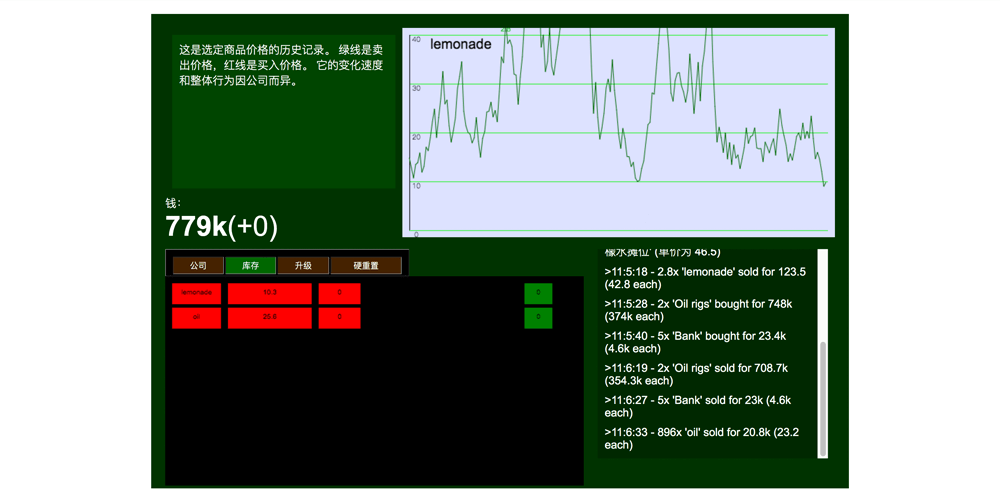 这是选定商品价格的历史记录。 绿线是卖
出价格，红线是买入价格。 它的变化速度
和整体行为因公司而异。
lemonade
40
30
20
10
0
钱：
779k(+0)
公司 库存 升级 硬重置
lemonade 10.3 0 0
oil 0 0
檬水摊位' (单价为 46.5)
>11:5:18 - 2.8x 'lemonade' sold for 123.5
(42.8 each)
>11:5:28 - 2x 'Oil rigs' bought for 748k
(374k each)
>11:5:40 - 5x 'Bank' bought for 23.4k
(4.6k each)
>11:6:19 - 2x 'Oil rigs' sold for 708.7k
(354.3k each)
>11:6:27 - 5x 'Bank' sold for 23k (4.6k
each)
>11:6:33 - 896x 'oil' sold for 20.8k (23.2
each)